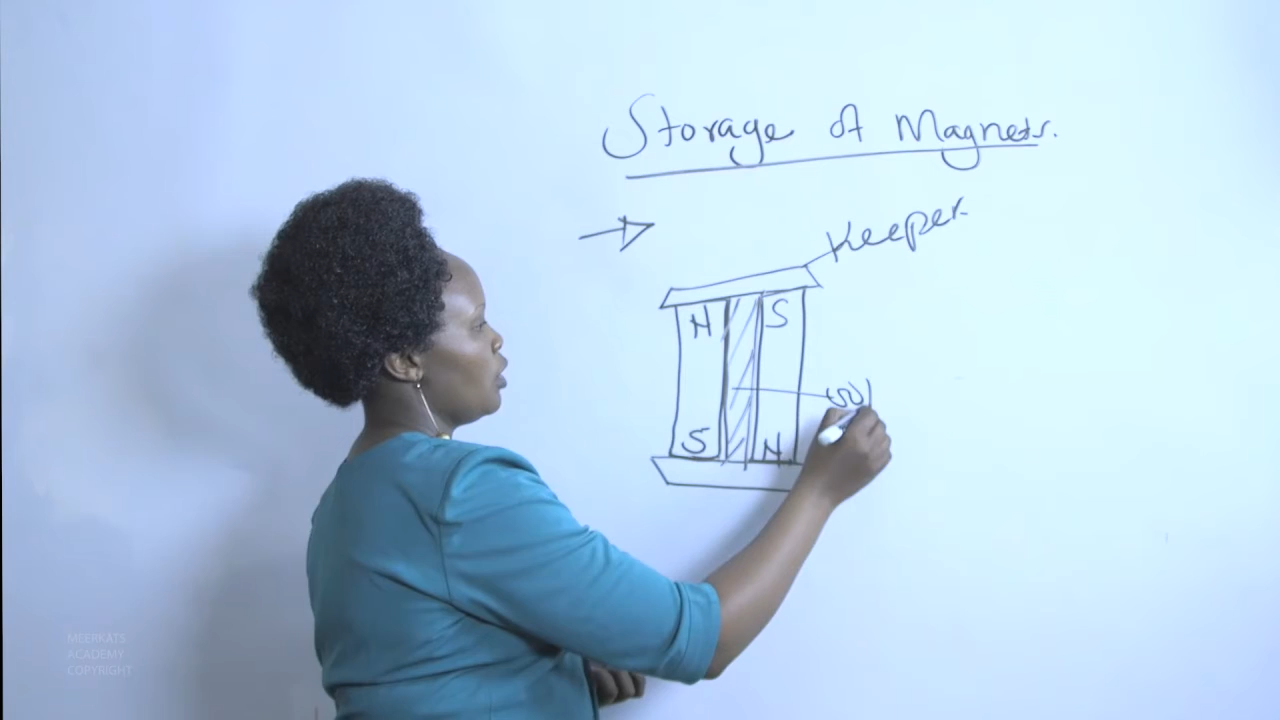 Storage of Magnets.
Keeper
N S
S N
MEERKATS
ACADEMY
COPYRIGHT